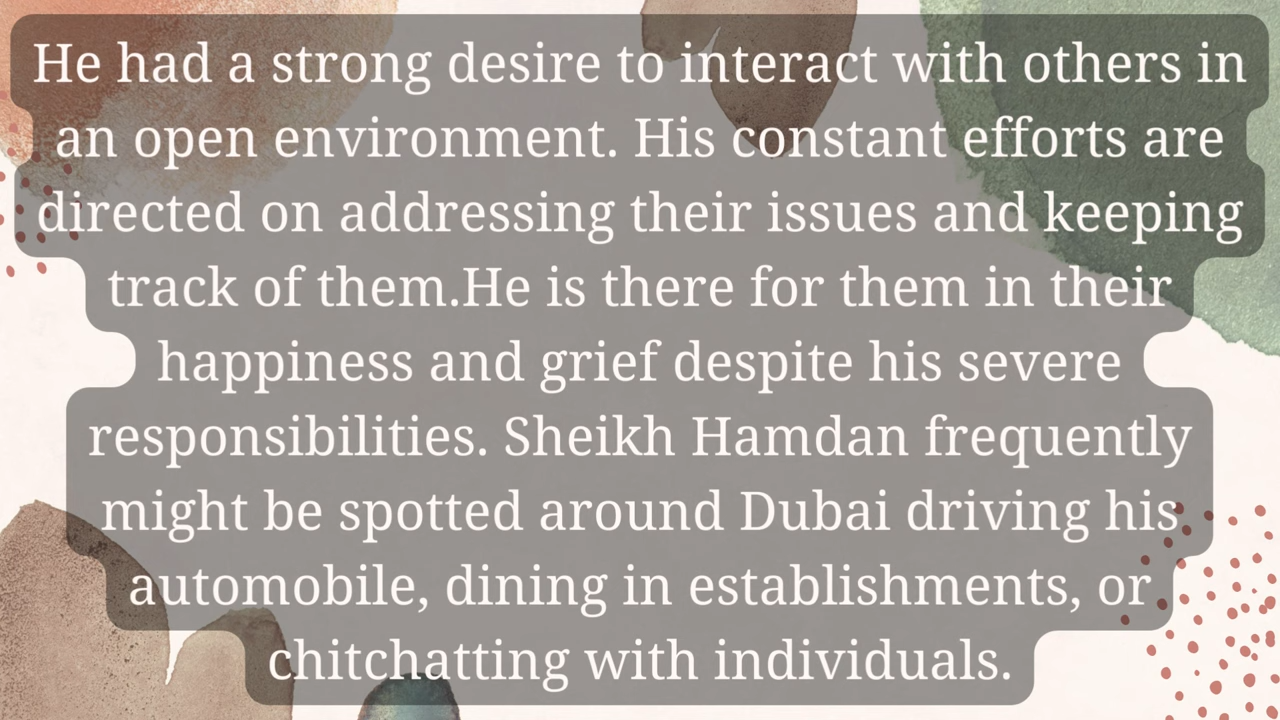 He had a strong desire to interact with others in
an open environment. His constant efforts are
directed on addressing their issues and keeping
track of them.He is there for them in their
happiness and grief despite his severe
responsibilities. Sheikh Hamdan frequently
might be spotted around Dubai driving his
automobile, dining in establishments, or
chitchatting with individuals.